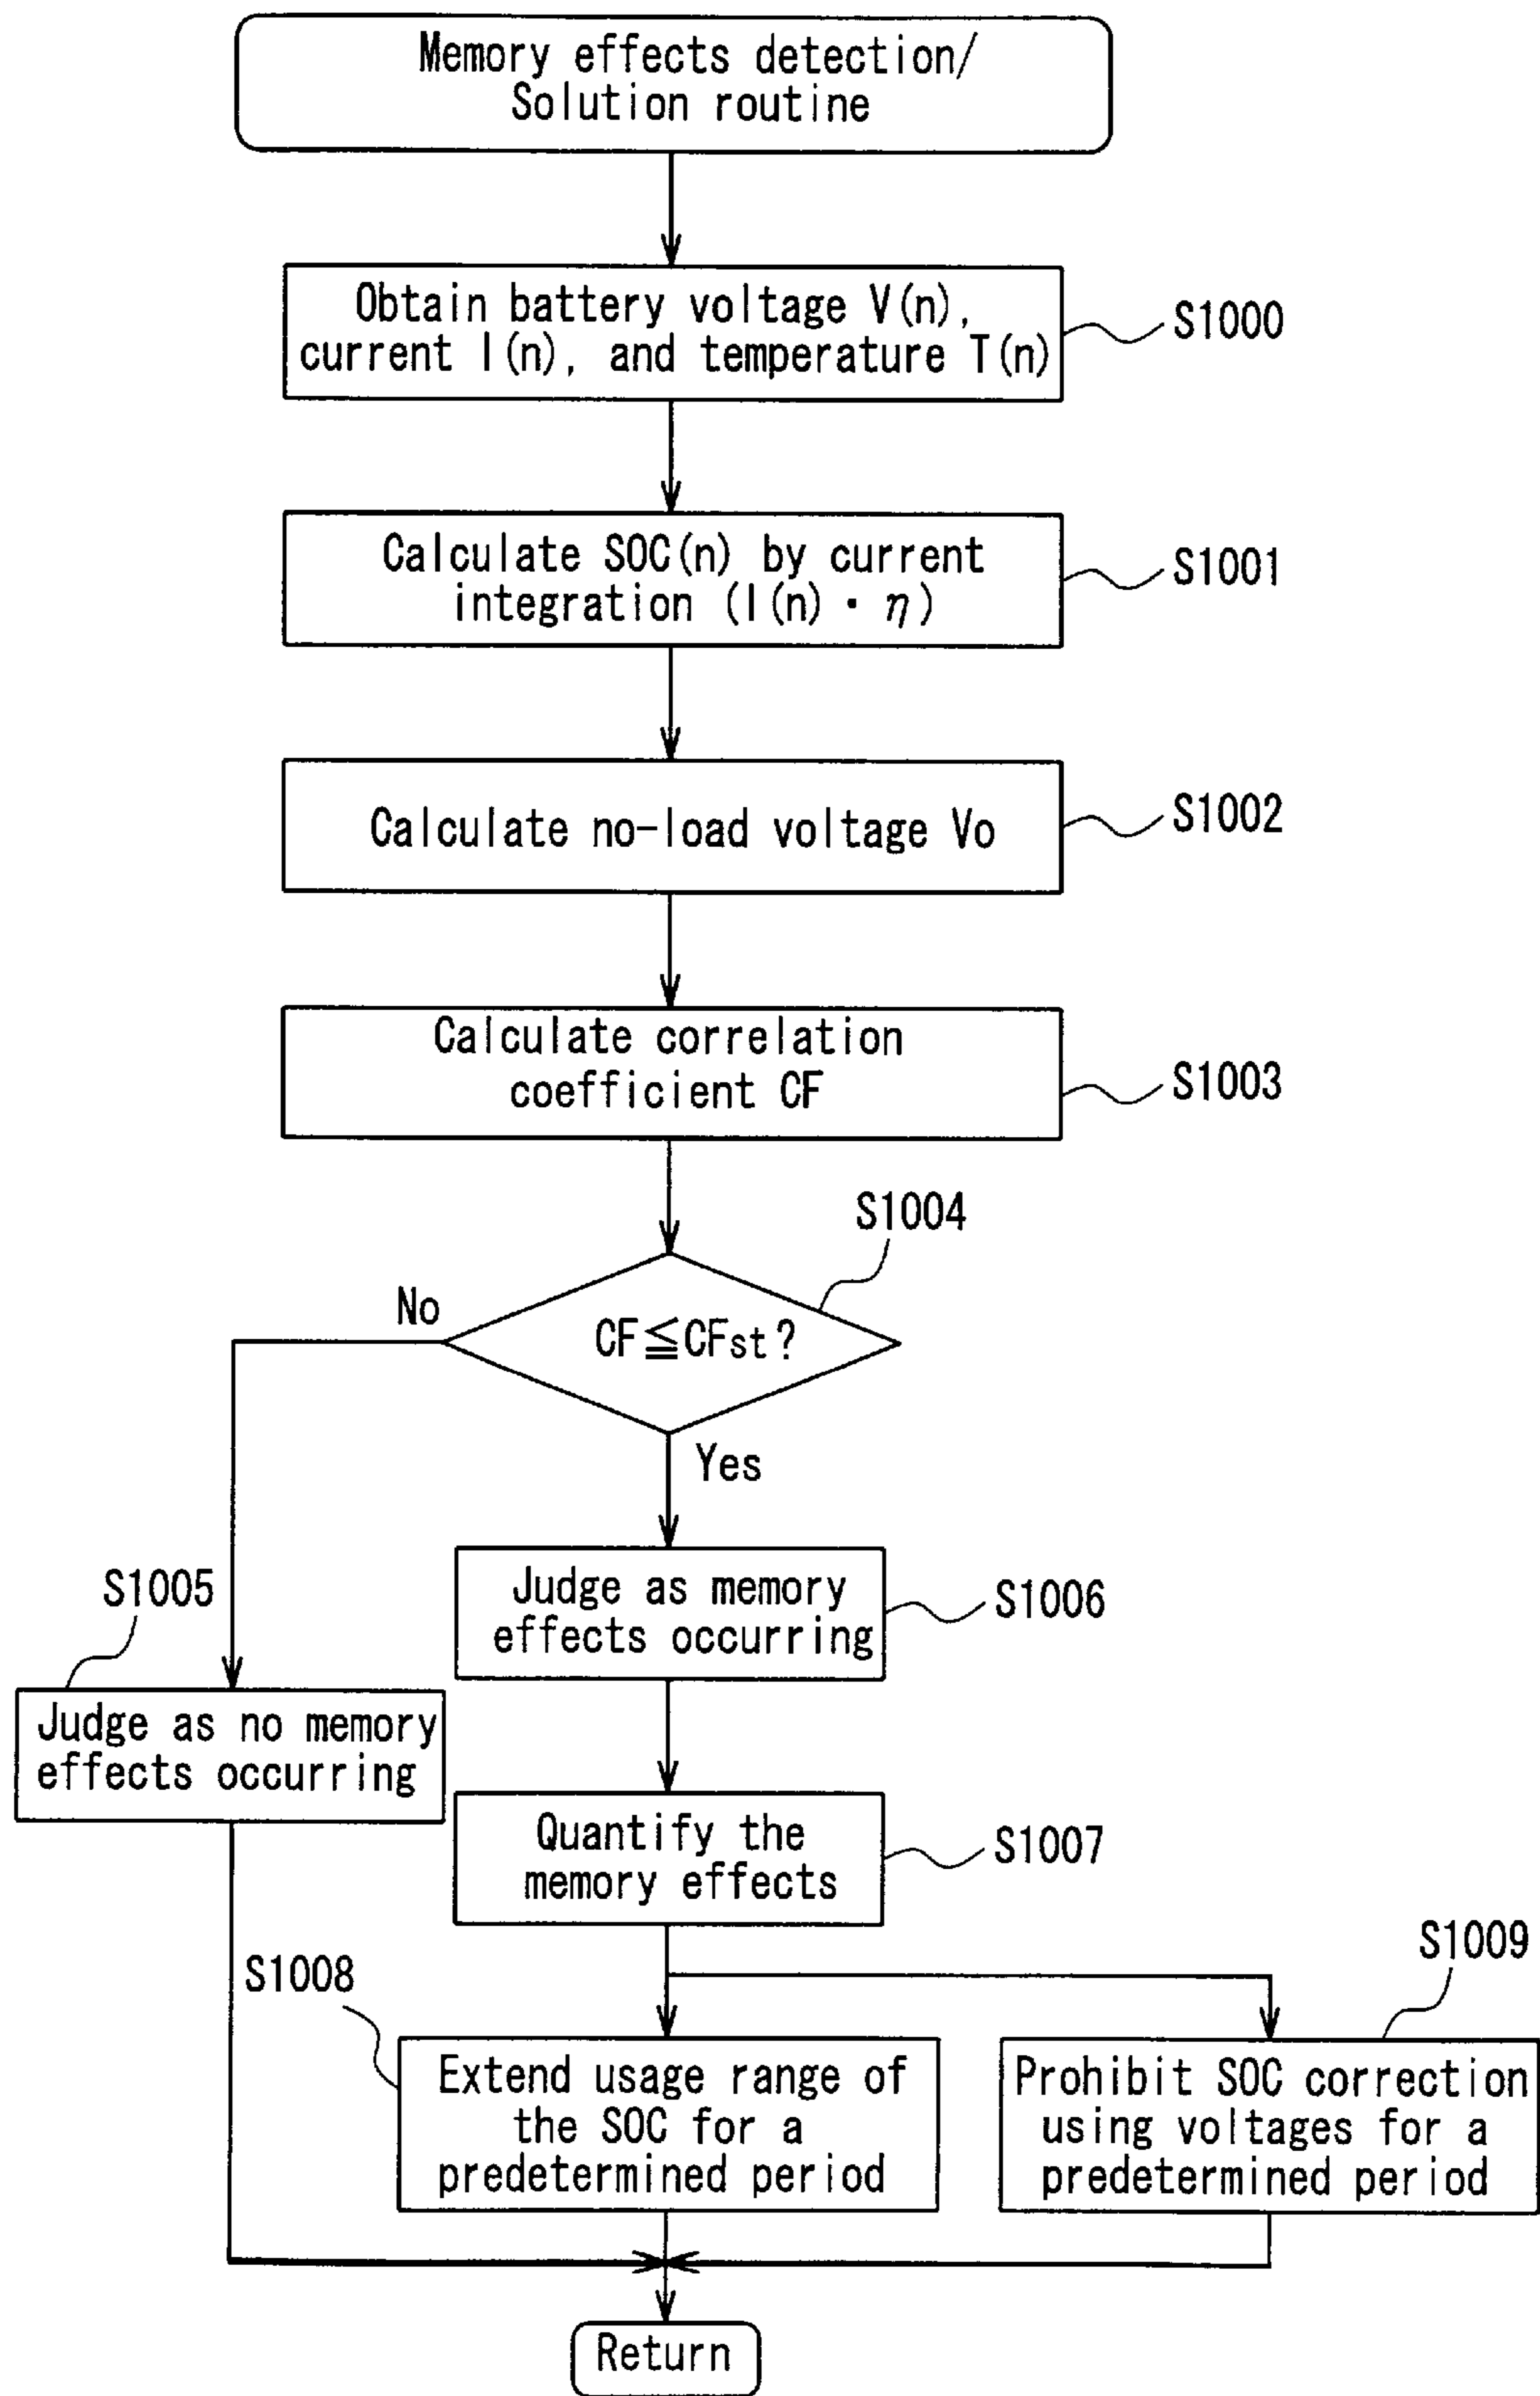 Memory effects detection/
Solution routine
Obtain battery voltage V(n),
current I(n), and temperature T(n)
S1000
Calculate SOC(n) by current
integration (I(n)・η)
S1001
Calculate no-load voltage Vo
S1002
Calculate correlation
coefficient CF
S1003
S1004
CF≦CFst?
No
Yes
S1005
Judge as no memory
effects occurring
Judge as memory
effects occurring
S1006
Quantify the
memory effects
S1007
S1008
Extend usage range of
the SOC for a
predetermined period
S1009
Prohibit SOC correction
using voltages for a
predetermined period
Return